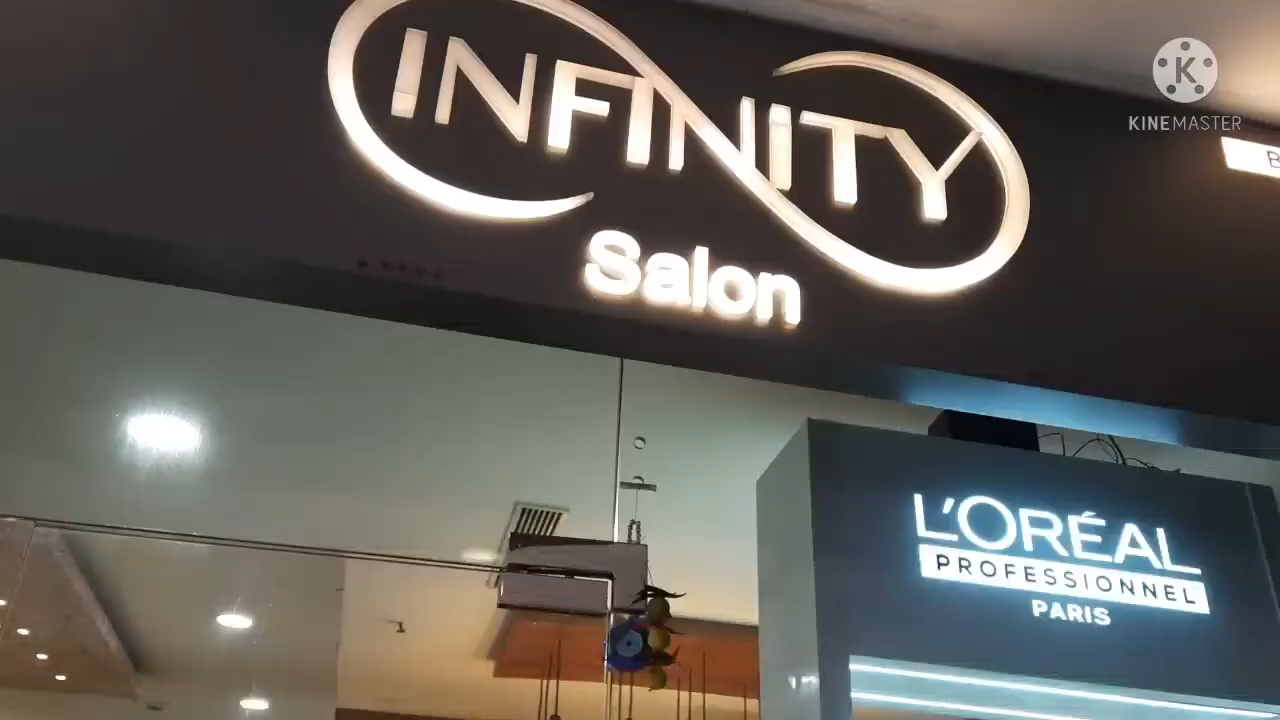 INFINITY
Salon
K
KINEMASTER
B
L'ORÉAL
PROFESSIONNEL
PARIS